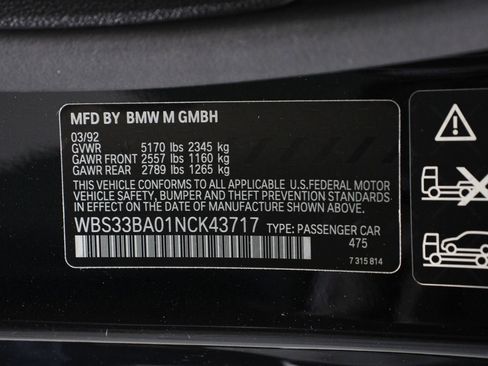 MFD BY BMW M GMBH
03/92
GVWR 5170 lbs 2345 kg
GAWR FRONT 2557 lbs 1160 kg
GAWR REAR 2789 lbs 1265 kg
THIS VEHICLE CONFORMS TO ALL APPLICABLE U.S.FEDERAL MOTOR
VEHICLE SAFETY, BUMPER, AND THEFT PREVENTION STANDARDS
IN EFFECT ON THE DATE OF MANUFACTURE SHOWN ABOVE.
WBS33BA01NCK43717 TYPE: PASSENGER CAR
475
7 315 814